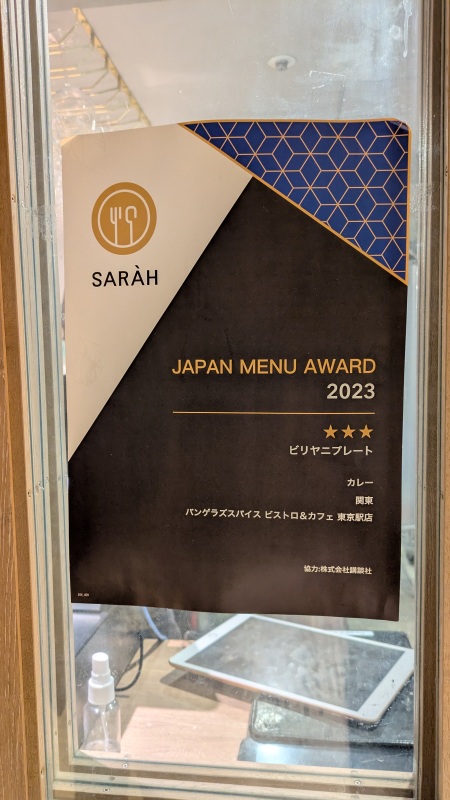 SARÀH
JAPAN MENU AWARD
2023
★★★
ビリヤニプレート
カレー
関東
バンゲラズスパイス ビストロ&カフェ 東京駅店
協力:株式会社講談社